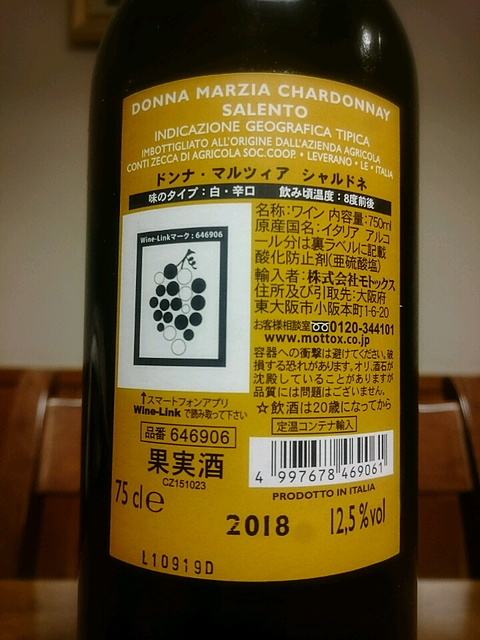 DONNA MARZIA CHARDONNAY
SALENTO
INDICAZIONE GEOGRAFICA TIPICA
IMBOTTIGLIATO ALL'ORIGINE DALL'AZIENDA AGRICOLA
CONTI ZECCA DI AGRICOLA SOC.COOP. • LEVERANO • LE • ITALIA
ドンナ・マルツィア シャルドネ
味のタイプ:白・辛口 飲み頃温度:8度前後
Wine-Linkマーク:646906
↑スマートフォンアプリ
Wine-Link で読み取って下さい
品番 646906
果実酒
CZ151023
名称:ワイン 内容量:750ml
原産国名:イタリア アルコ
ール分は裏ラベルに記載
酸化防止剤(亜硫酸塩)
輸入者:株式会社モトックス
住所及び引取先:大阪府
東大阪市小阪本町1-6-20
お客様相談室 0120-344101
www.mottox.co.jp
容器への衝撃は避けてください。破
損する恐れがあります。オリ、酒石が
沈殿していることがありますが
品質には問題はございません。
☆飲酒は20歳になってから
定温コンテナ輸入
4 997678 469061
PRODOTTO IN ITALIA
75 cl e
2018
12,5 %vol
L10919D